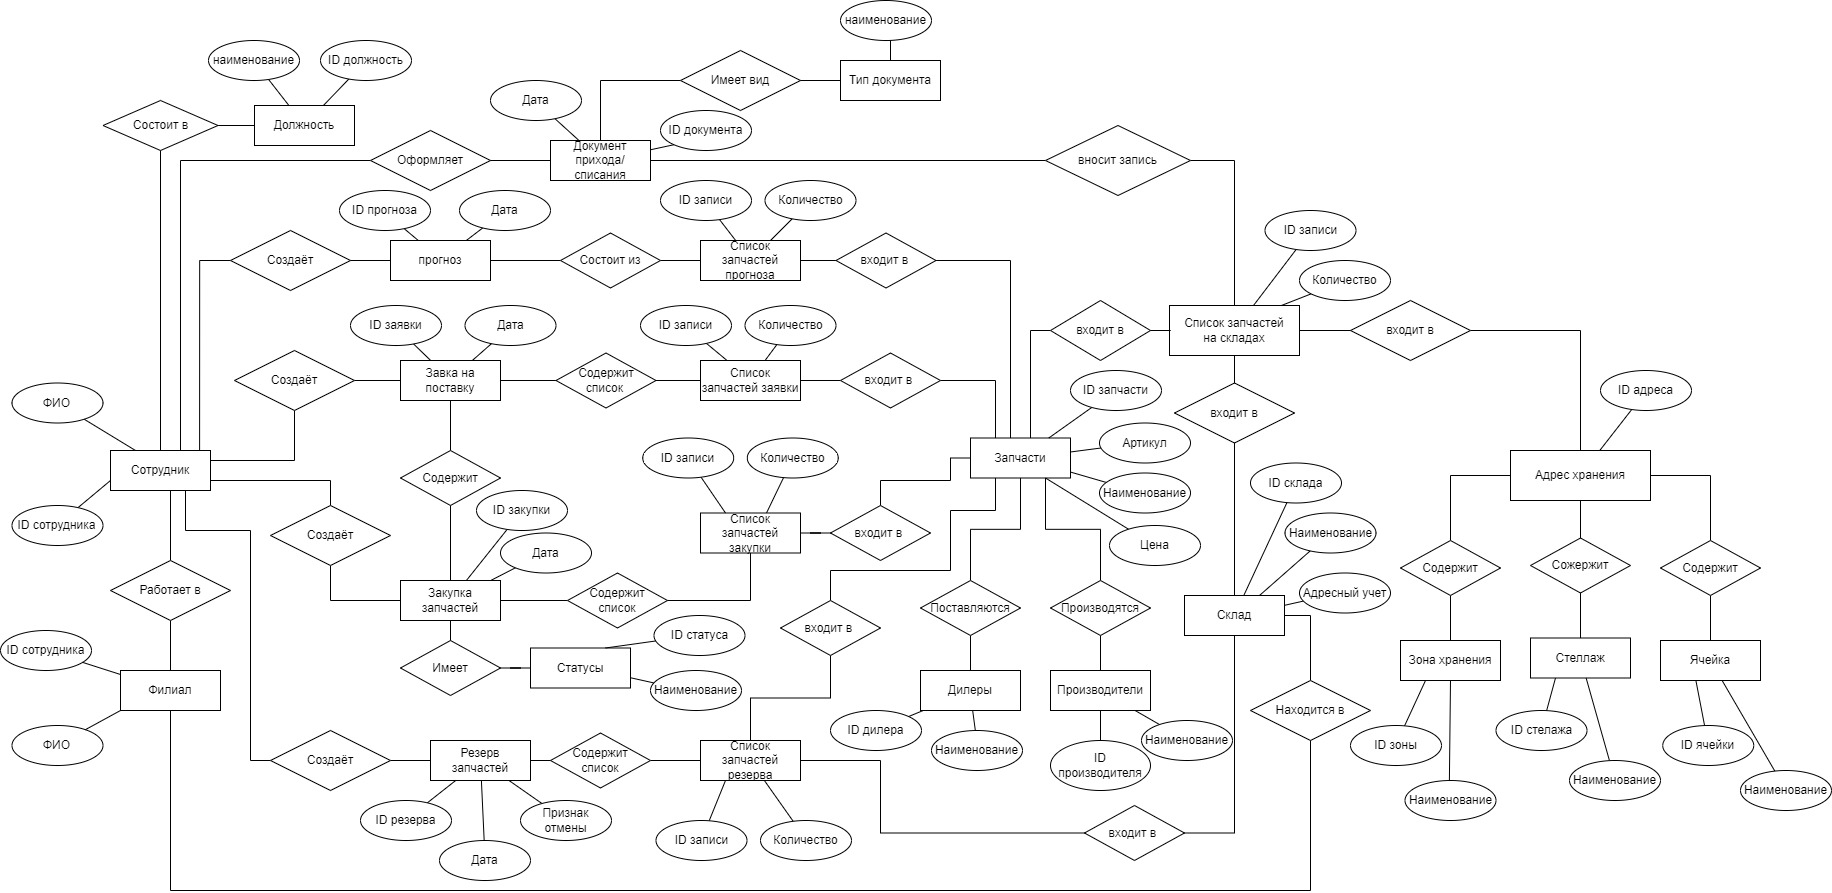 наименование
наименование
ID должность
Имеет вид
Тип документа
Дата
Состоит в
Должность
ID документа
Оформляет
Документ
прихода/
списания
вносит запись
ID прогноза
Дата
ID записи
Количество
ID записи
Создаёт
прогноз
Состоит из
Список
запчастей
прогноза
входит в
Количество
ID заявки
Дата
ID записи
Количество
входит в
Список запчастей
на складах
входит в
Создаёт
Завка на
поставку
Содержит
список
Список
запчастей заявки
входит в
ID запчасти
ID адреса
ФИО
входит в
Артикул
Сотрудник
ID записи
Количество
Запчасти
Адрес хранения
Содержит
ID склада
Наименование
ID закупки
ID сотрудника
Создаёт
Дата
Список
запчастей
закупки
входит в
Цена
Наименование
Содержит
Сожержит
Содержит
Работает в
Закупка
запчастей
Содержит
список
Поставляются
Производятся
Адресный учет
Склад
входит в
ID статуса
ID сотрудника
Имеет
Статусы
Зона хранения
Стеллаж
Ячейка
Филиал
Наименование
Дилеры
Производители
Находится в
ФИО
ID дилера
Наименование
Наименование
ID
производителя
ID зоны
ID стелажа
ID ячейки
Создаёт
Резерв
запчастей
Содержит
список
Список
запчастей
резерва
Наименование
Наименование
Наименование
ID резерва
Признак
отмены
Дата
ID записи
Количество
входит в